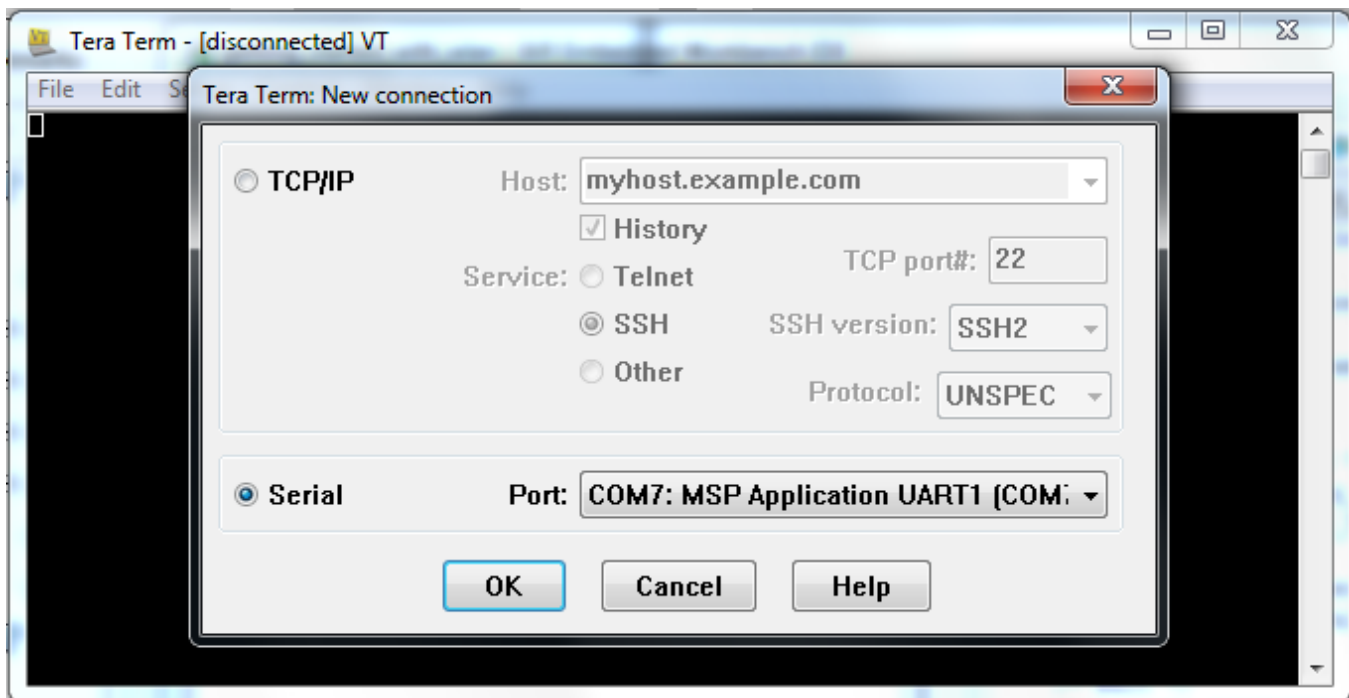 Tera Term - [disconnected] VT
File Edit
Tera Term: New connection
TCP/IP
Host: myhost.example.com
History
Service: Telnet
TCP port#: 22
SSH
SSH version: SSH2
Other
Protocol: UNSPEC
Serial
Port: COM7: MSP Application UART1 (COM7
OK Cancel Help